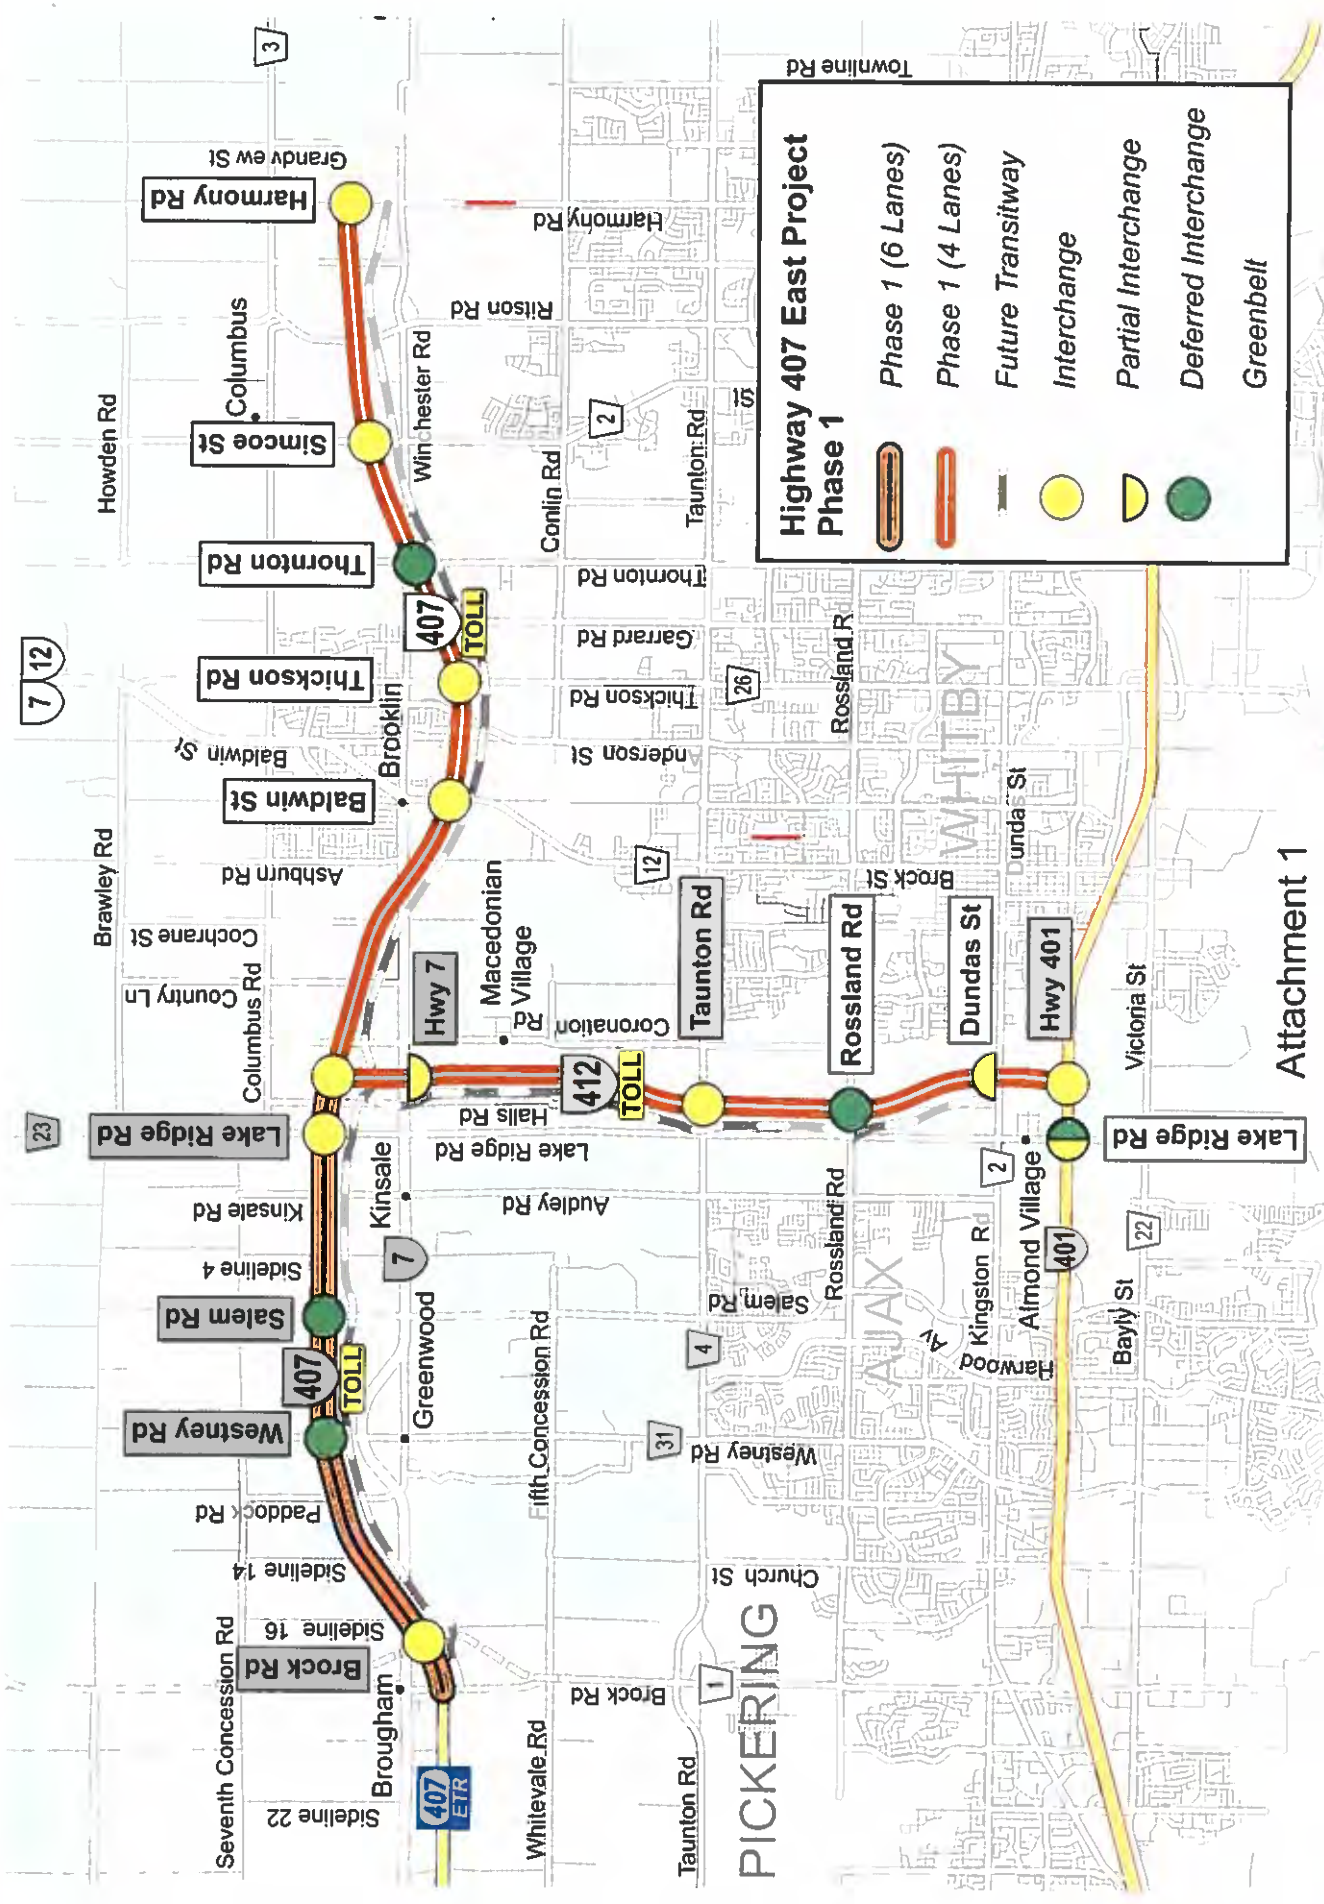 3
Howden Rd
Columbus
Grandv ew St
Harmony Rd
Simcoe St
Winchester Rd
Ritson Rd
Harmony Rd
Townline Rd
7
12
Thornton Rd
407
TOLL
Thickson Rd
Baldwin St
Brooklin
Baldwin St
Conlin Rd
2
Taunton Rd
St
Thornton Rd
Garrard Rd
Thickson Rd
26
nderson St
Rossland R
WHITBY
Brawley Rd
Ashburn Rd
Cochrane St
Country Ln
Columbus Rd
Hwy 7
Macedonian
Village
Coronation Rd
12
Taunton Rd
Rossland Rd
Brock St
Dundas St
Dundas St
Hwy 401
Victoria St
23
Lake Ridge Rd
412
TOLL
Halls Rd
Lake Ridge Rd
Audley Rd
Kinsale
Kinsale Rd
Sideline 4
Salem Rd
7
407
TOLL
Westney Rd
Greenwood
Fifth Concession Rd
Salem Rd
4
Rossland Rd
AJAX
Harwood Av
Kingston Rd
2
Almond Village
401
Lake Ridge Rd
22
Bayly St
31
Westney Rd
Paddock Rd
Sideline 14
Sideline 16
Seventh Concession Rd
Brock Rd
Brougham
Sideline 22
407
ETR
Whitevale Rd
Brock Rd
Church St
1
Taunton Rd
PICKERING
Highway 407 East Project
Phase 1
Phase 1 (6 Lanes)
Phase 1 (4 Lanes)
Future Transitway
Interchange
Partial Interchange
Deferred Interchange
Greenbelt
Attachment 1